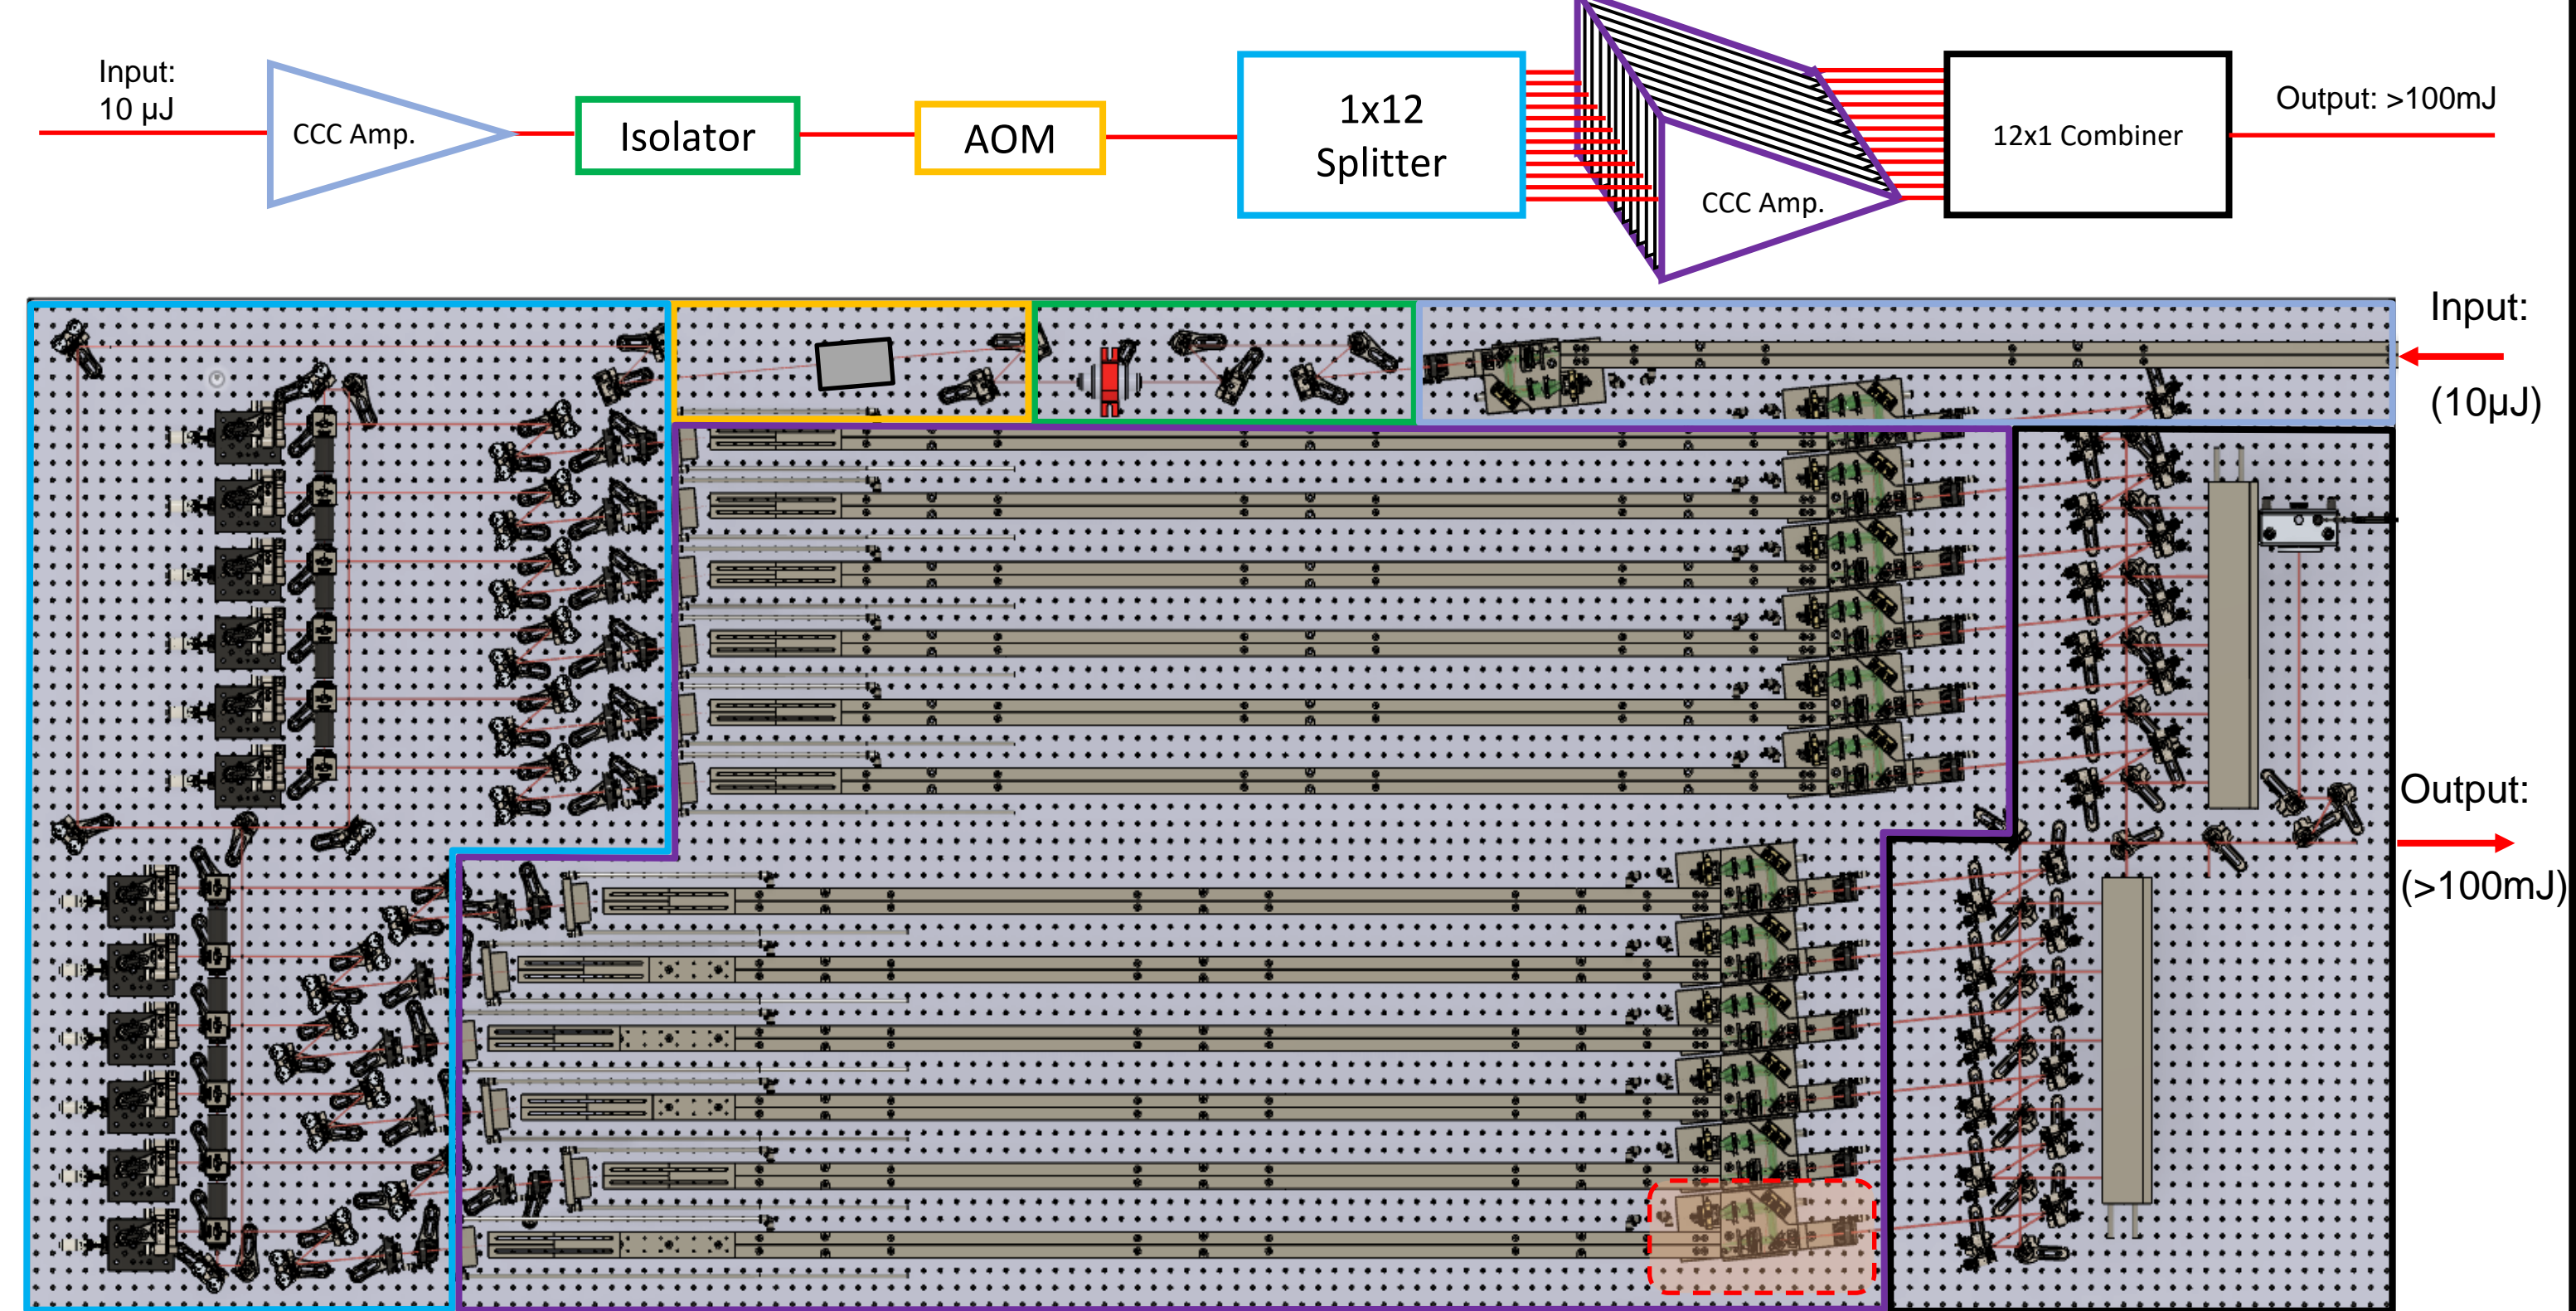 Input:
10 µJ
CCC Amp.
Isolator
AOM
1x12
Splitter
CCC Amp.
12x1 Combiner
Output: >100mJ
Input:
(10µJ)
Output:
(>100mJ)